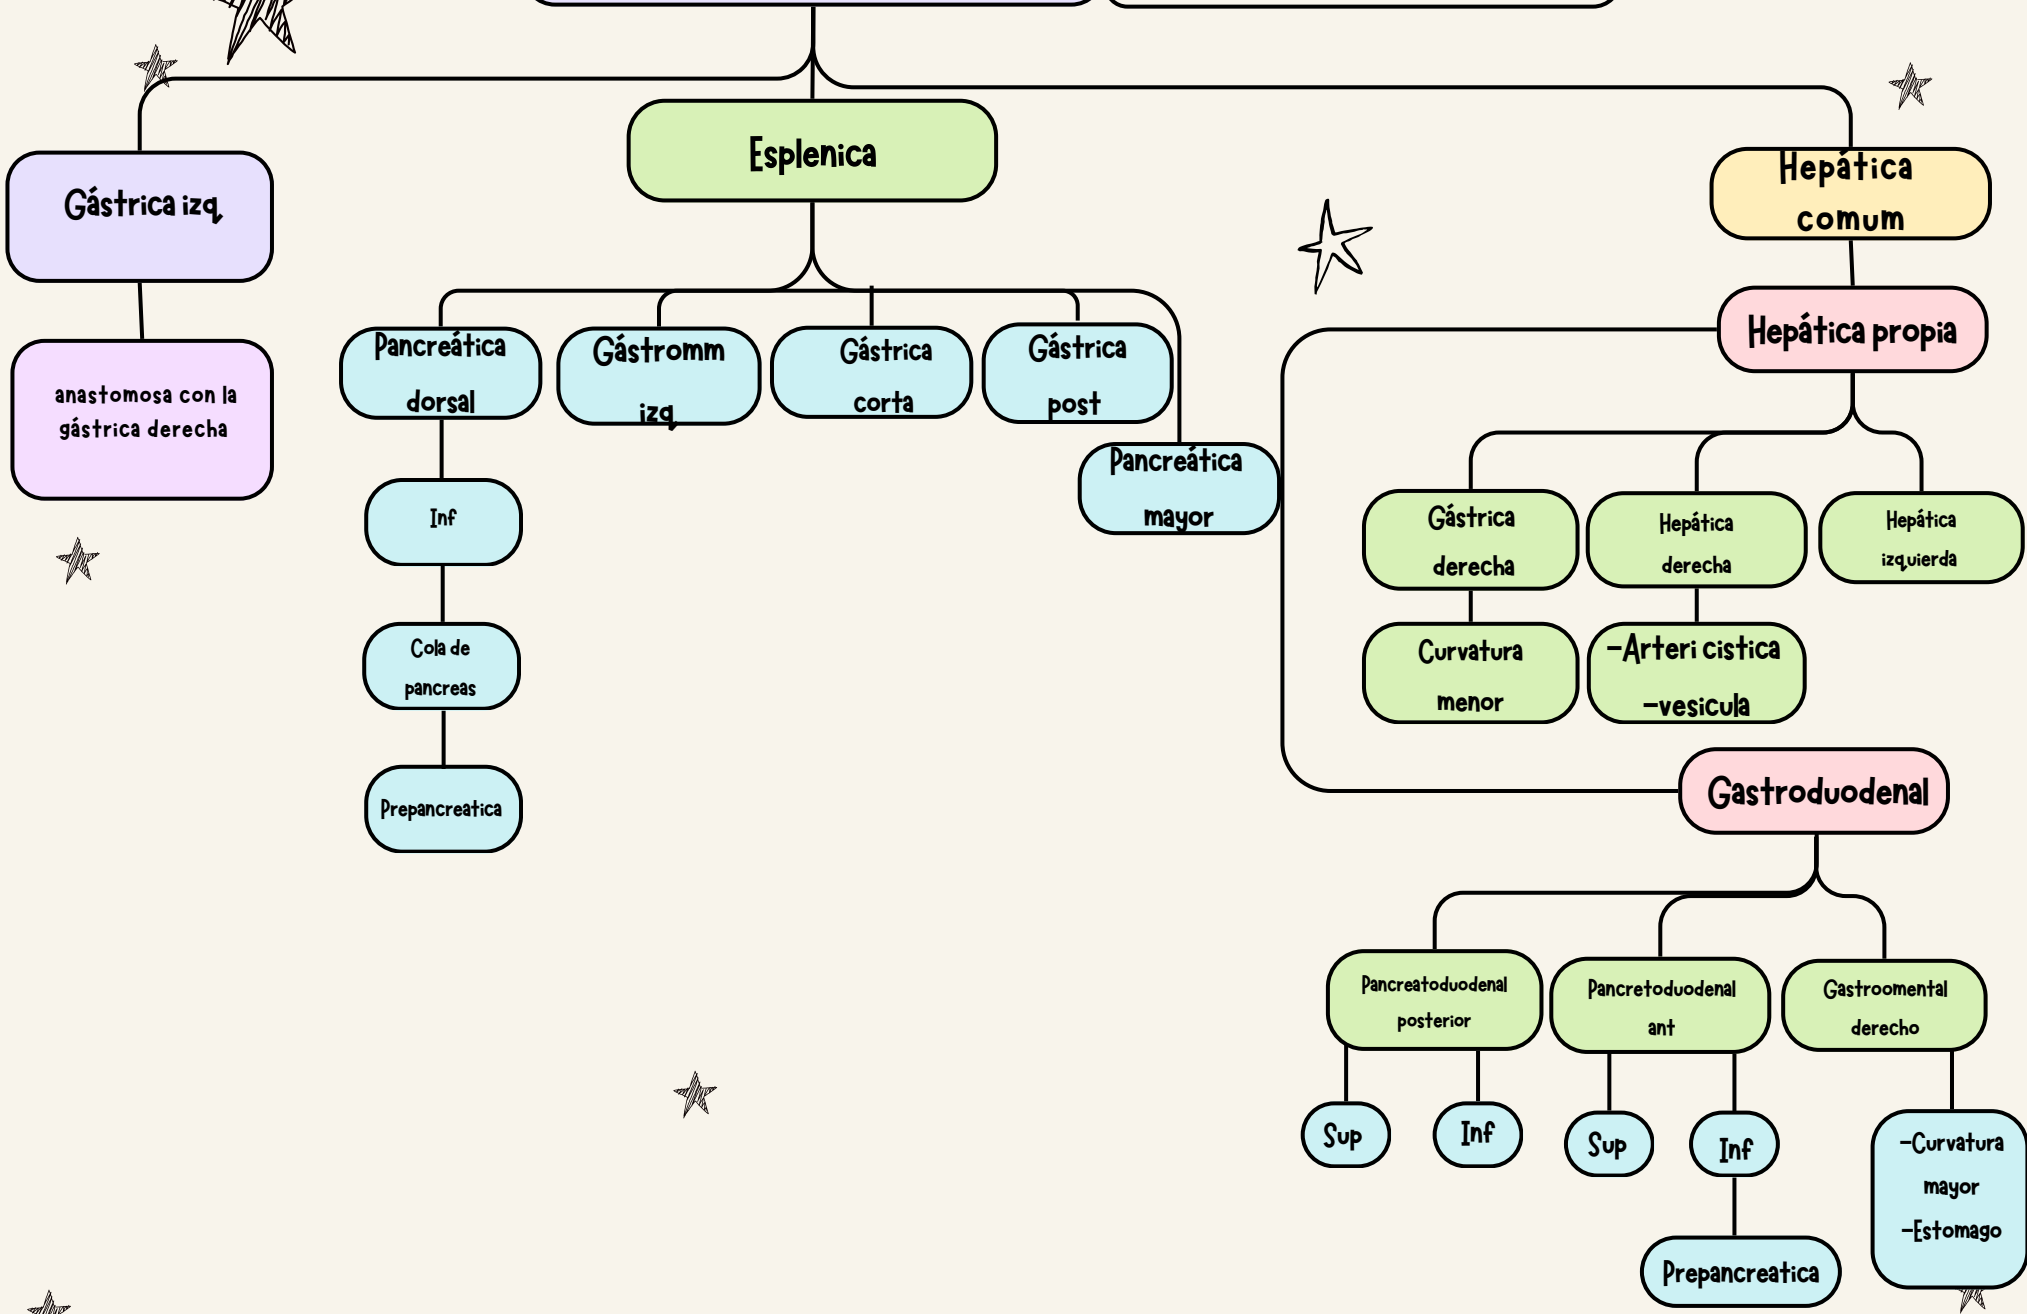 Esplenica
Gástrica izq
Hepática
comum
anastomosa con la
gástrica derecha
Pancreática
dorsal
Gástromm
izq
Gástrica
corta
Gástrica
post
Pancreática
mayor
Inf
Cola de
pancreas
Prepancreatica
Hepática propia
Gástrica
derecha
Hepática
derecha
Hepática
izquierda
Curvatura
menor
-Arteri cistica
-vesicula
Gastroduodenal
Pancreatoduodenal
posterior
Pancretoduodenal
ant
Gastroomental
derecho
Sup
Inf
Sup
Inf
-Curvatura
mayor
-Estomago
Prepancreatica